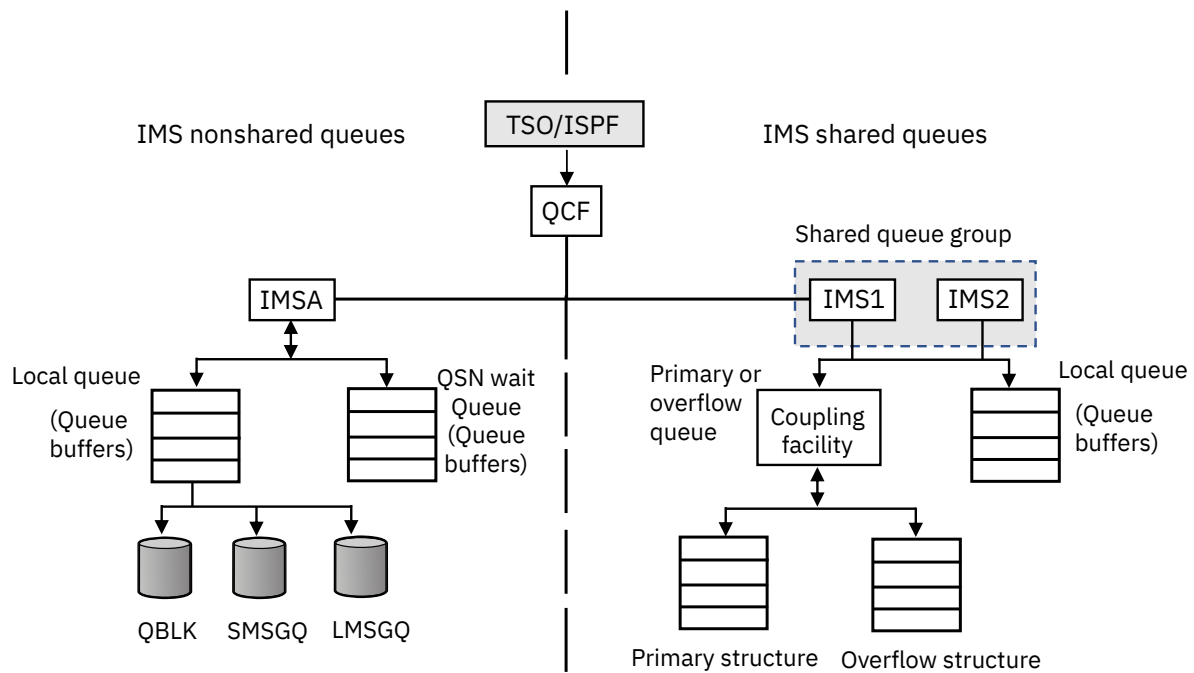 TSO/ISPF
IMS nonshared queues
IMS shared queues
QCF
Shared queue group
IMSA
IMS1
IMS2
Local queue
(Queue
buffers)
QSN wait
Queue
(Queue
buffers)
Primary or
overflow
queue
Coupling
facility
Local queue
(Queue
buffers)
QBLK
SMSGQ
LMSGQ
Primary structure
Overflow structure